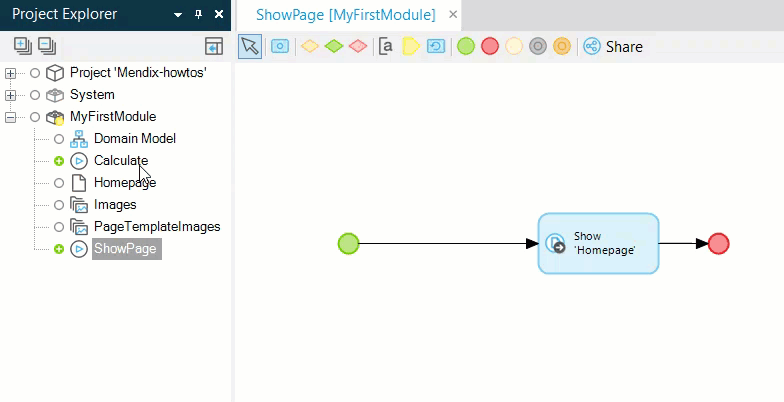 Project Explorer
ShowPage [MyFirstModule]
Share
Project 'Mendix-howtos'
System
MyFirstModule
Domain Model
Calculate
Homepage
Images
PageTemplateImages
ShowPage
Show
'Homepage'